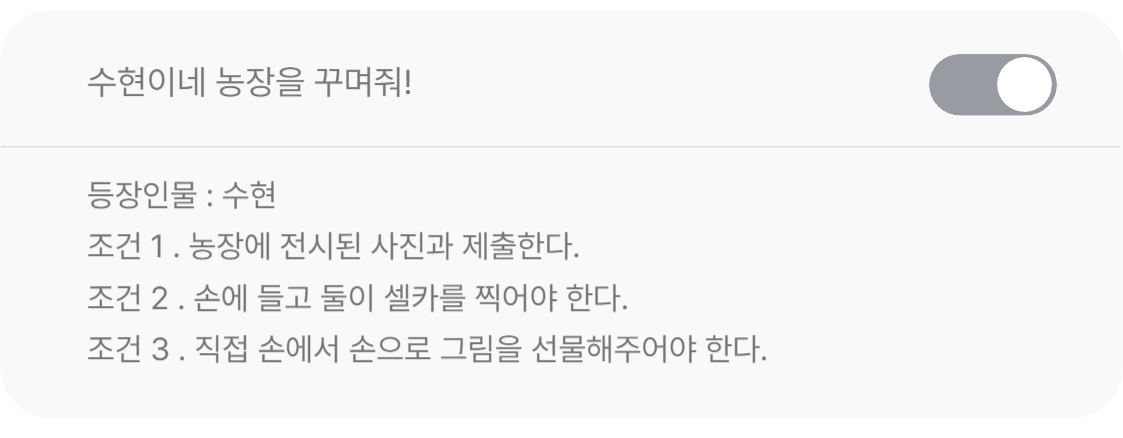 수현이네 농장을 꾸며줘!
등장인물 : 수현
조건 1 . 농장에 전시된 사진과 제출한다.
조건 2 . 손에 들고 둘이 셀카를 찍어야 한다.
조건 3 . 직접 손에서 손으로 그림을 선물해주어야 한다.